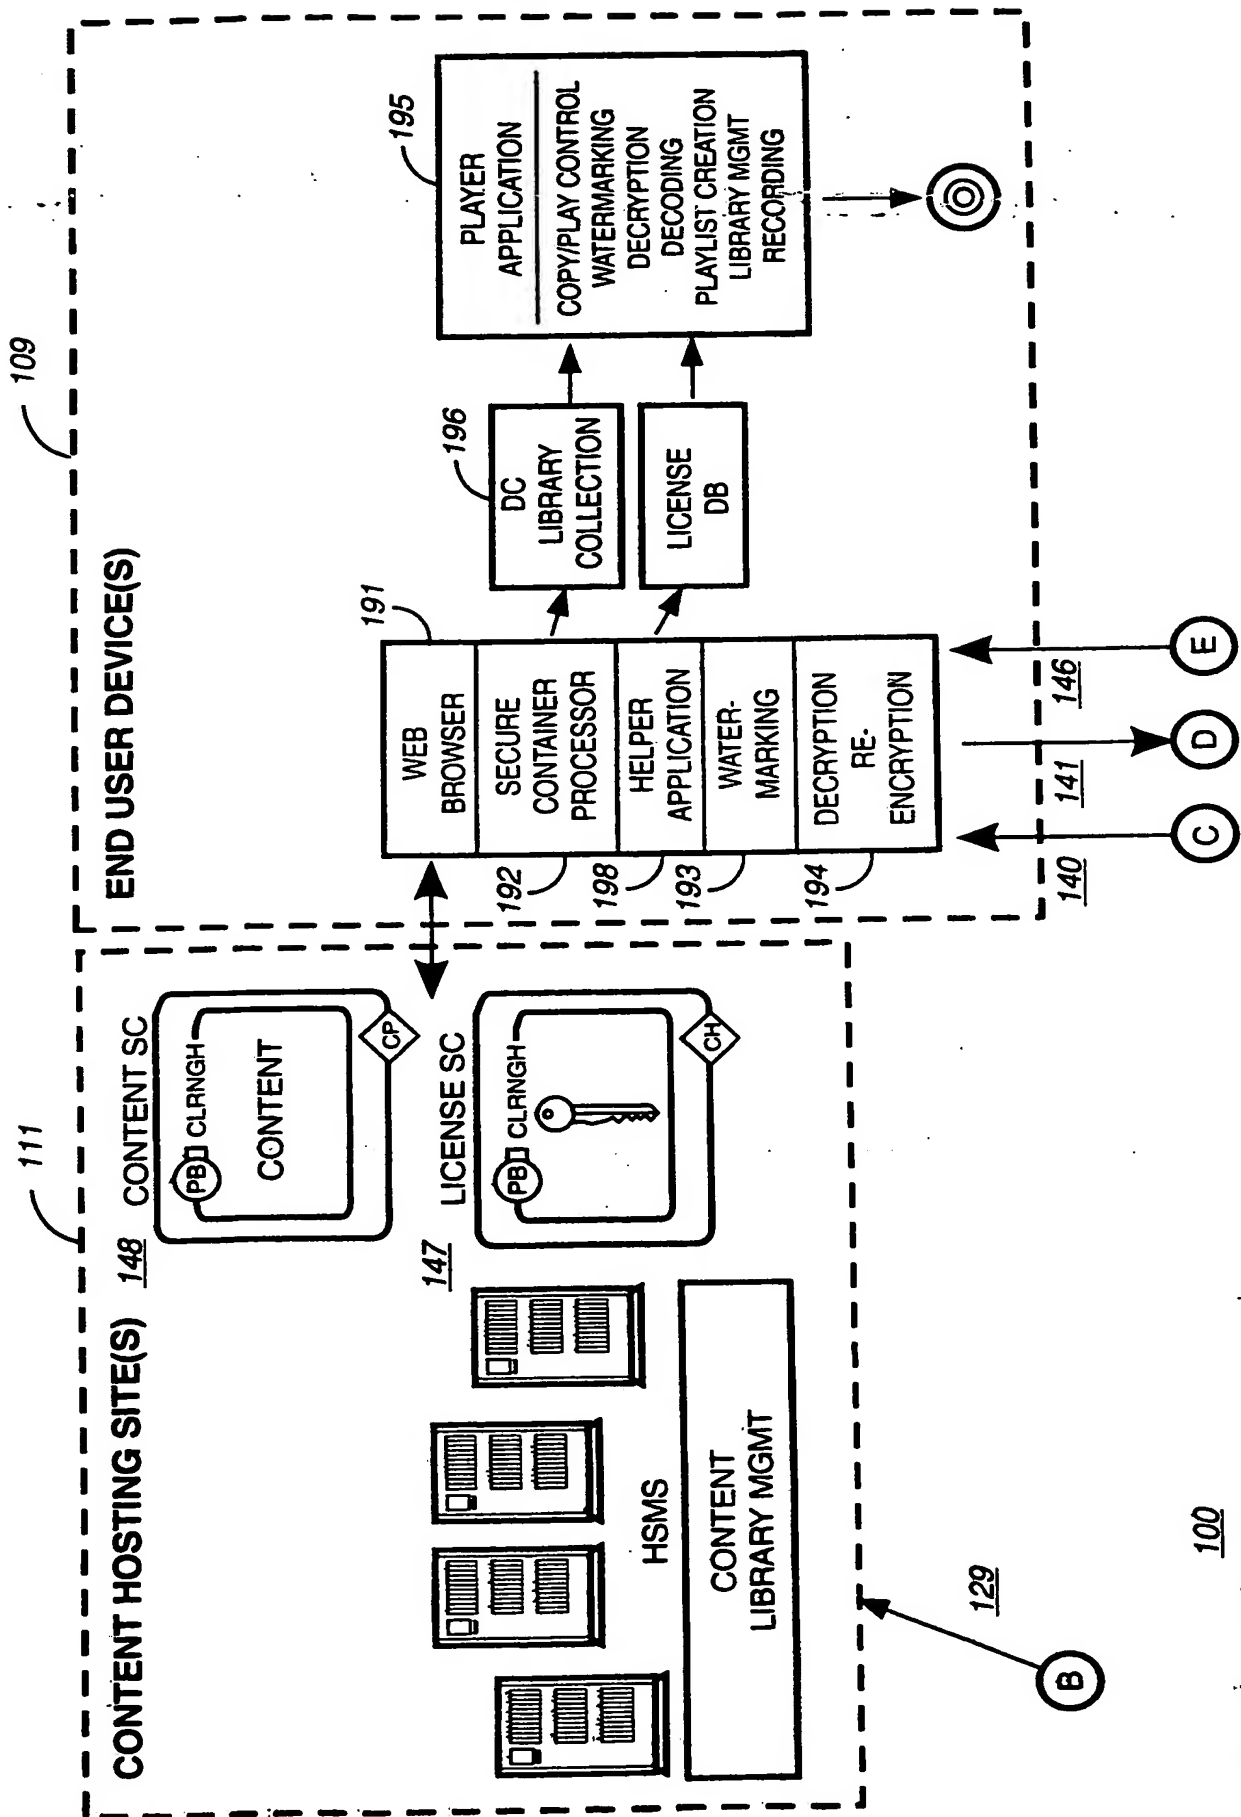 111
CONTENT HOSTING SITE(S)
148
CONTENT SC
PB
CLRNGH
CONTENT
CP
147
LICENSE SC
PB
CLRNGH
CH
HSMS
CONTENT
LIBRARY MGMT
129
B
100
109
END USER DEVICE(S)
191
WEB
BROWSER
SECURE
CONTAINER
PROCESSOR
HELPER
APPLICATION
WATER-
MARKING
DECRYPTION
RE-
ENCRYPTION
192
198
193
194
196
DC
LIBRARY
COLLECTION
LICENSE
DB
195
PLAYER
APPLICATION
COPY/PLAY CONTROL
WATERMARKING
DECRYPTION
DECODING
PLAYLIST CREATION
LIBRARY MGMT
RECORDING
140
141
146
C
D
E